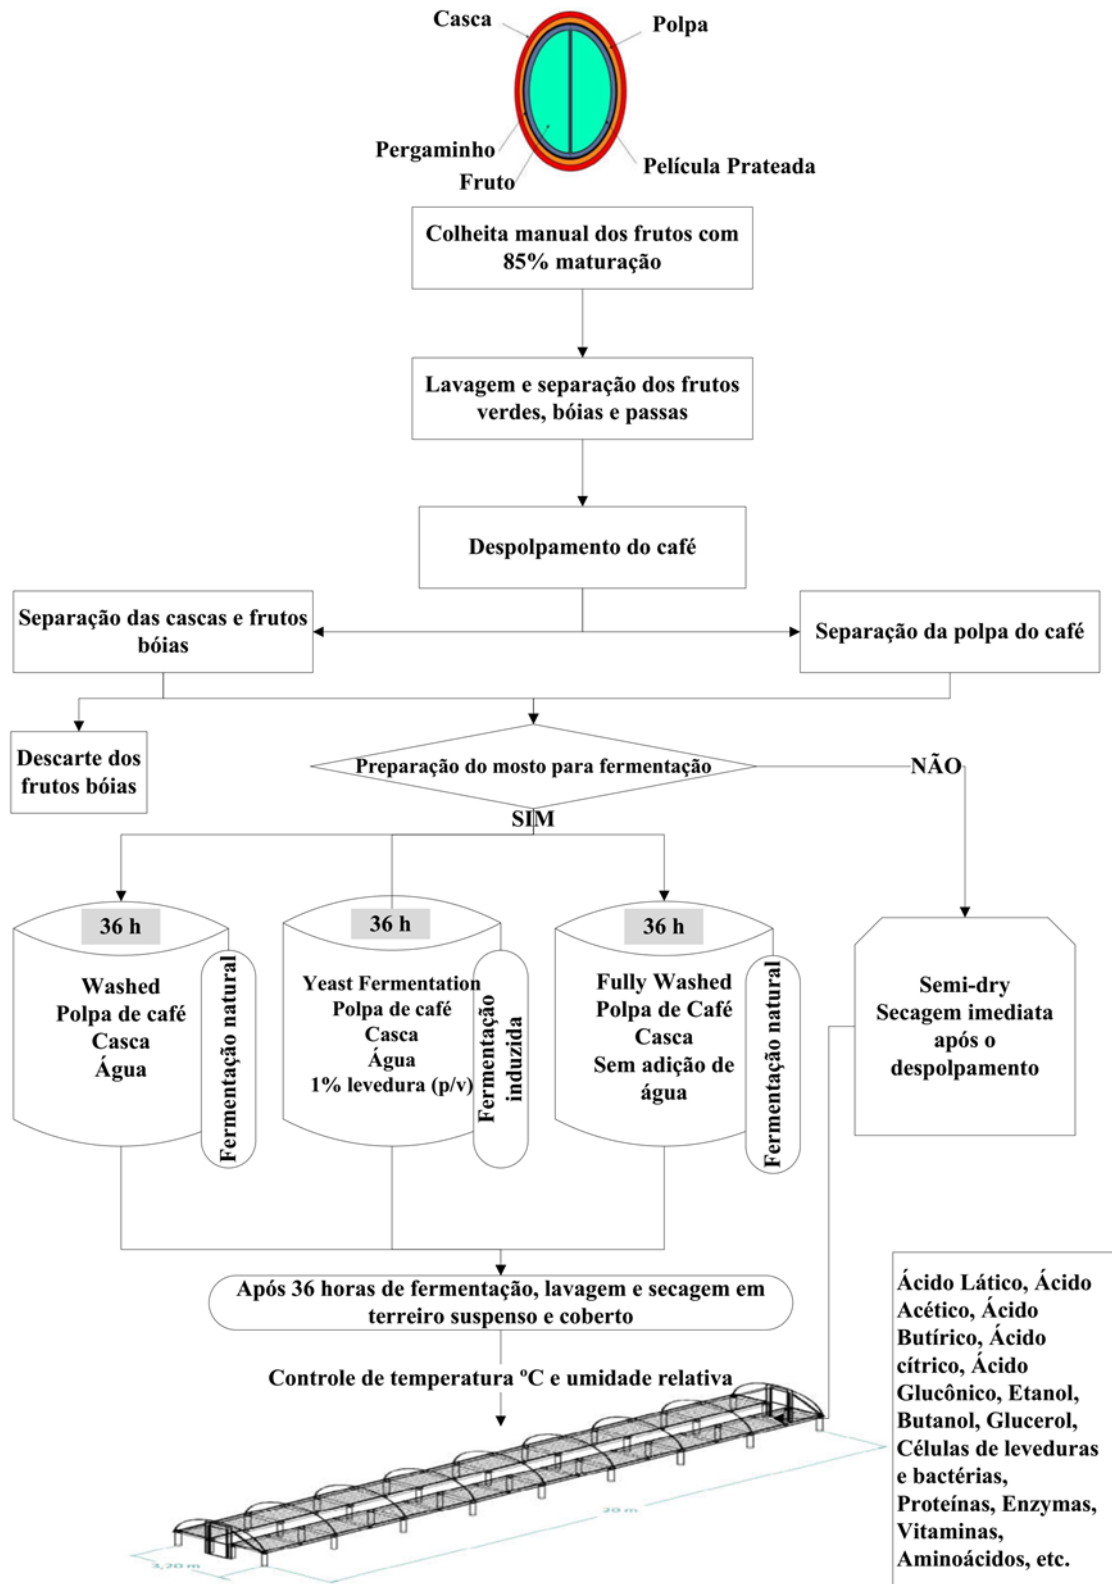 Casca
Polpa
Pergaminho
Fruto
Película Prateada
Colheita manual dos frutos com
85% maturação
Lavagem e separação dos frutos
verdes, bóias e passas
Despolpamento do café
Separação das cascas e frutos
bóias
Separação da polpa do café
Descarte dos
frutos bóias
Preparação do mosto para fermentação
NÃO
SIM
36 h
Washed
Polpa de café
Casca
Água
Fermentação natural
36 h
Yeast Fermentation
Polpa de café
Casca
Água
1% levedura (p/v)
Fermentação
induzida
36 h
Fully Washed
Polpa de Café
Casca
Sem adição de
água
Fermentação natural
Semi-dry
Secagem imediata
após o
despolpamento
Após 36 horas de fermentação, lavagem e secagem em
terreiro suspenso e coberto
Controle de temperatura ºC e umidade relativa
3,20 m
20 m
Ácido Lático, Ácido
Acético, Ácido
Butírico, Ácido
cítrico, Ácido
Glucônico, Etanol,
Butanol, Glucerol,
Células de leveduras
e bactérias,
Proteínas, Enzymas,
Vitaminas,
Aminoácidos, etc.